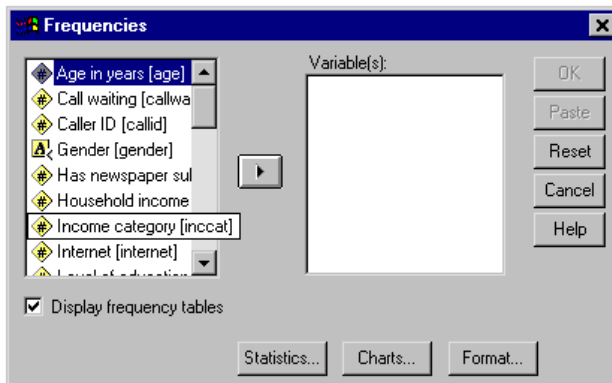 Frequencies
Age in years [age]
Call waiting [callwa
Caller ID [callid]
Gender [gender]
Has newspaper sul
Household income
Income category [inccat]
Internet [internet]
Variable(s):
OK
Paste
Reset
Cancel
Help
Display frequency tables
Statistics...
Charts...
Format...